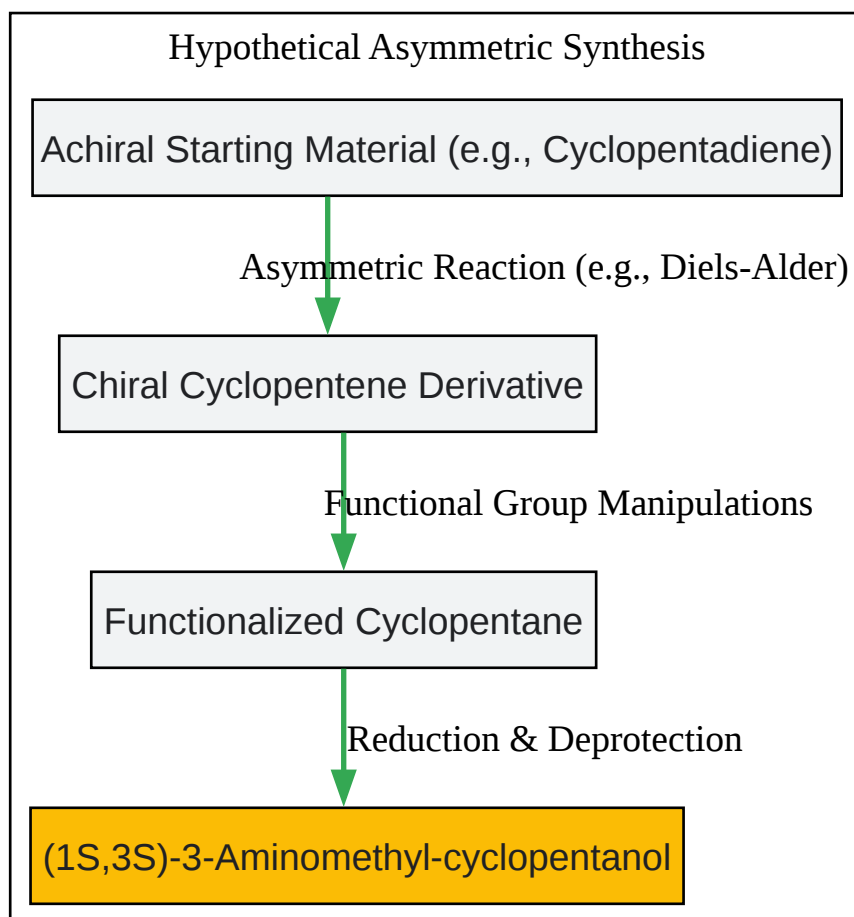 Hypothetical Asymmetric Synthesis
Achiral Starting Material (e.g., Cyclopentadiene)
Asymmetric Reaction (e.g., Diels-Alder)
Chiral Cyclopentene Derivative
Functional Group Manipulations
Functionalized Cyclopentane
Reduction & Deprotection
(1S,3S)-3-Aminomethyl-cyclopentanol